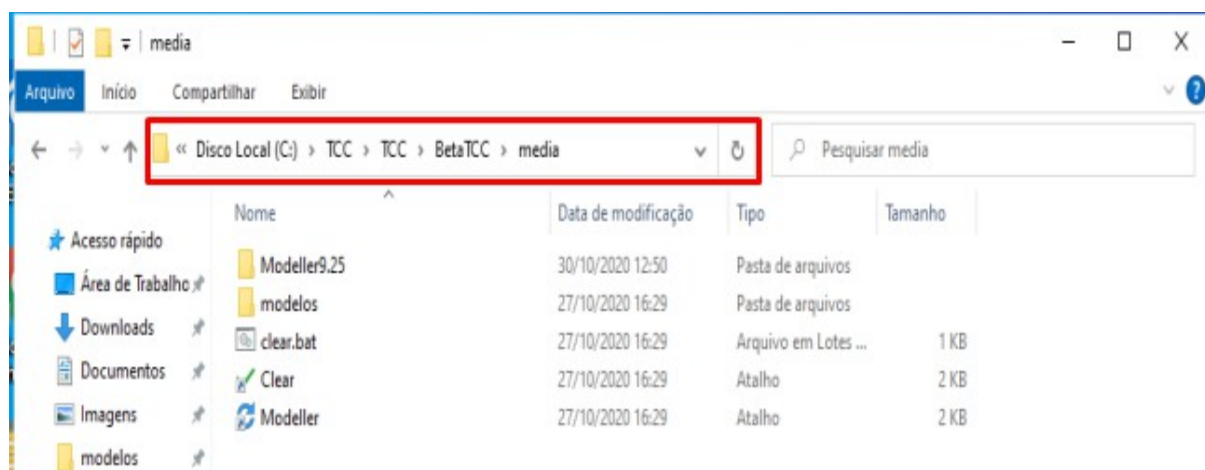 media
Arquivo Início Compartilhar Exibir
« Disco Local (C:) › TCC › TCC › BetaTCC › media Pesquisar media
Nome Data de modificação Tipo Tamanho
Acesso rápido
Área de Trabalho
Downloads
Documentos
Imagens
modelos
Modeller9.25 30/10/2020 12:50 Pasta de arquivos
modelos 27/10/2020 16:29 Pasta de arquivos
clear.bat 27/10/2020 16:29 Arquivo em Lotes ... 1 KB
Clear 27/10/2020 16:29 Atalho 2 KB
Modeller 27/10/2020 16:29 Atalho 2 KB